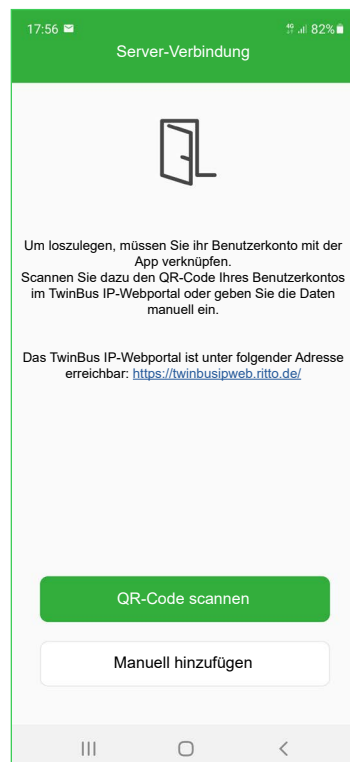 17:56 4G 82%
Server-Verbindung
Um loszulegen, müssen Sie ihr Benutzerkonto mit der
App verknüpfen.
Scannen Sie dazu den QR-Code Ihres Benutzerkontos
im TwinBus IP-Webportal oder geben Sie die Daten
manuell ein.
Das TwinBus IP-Webportal ist unter folgender Adresse
erreichbar: https://twinbusipweb.ritto.de/
QR-Code scannen
Manuell hinzufügen